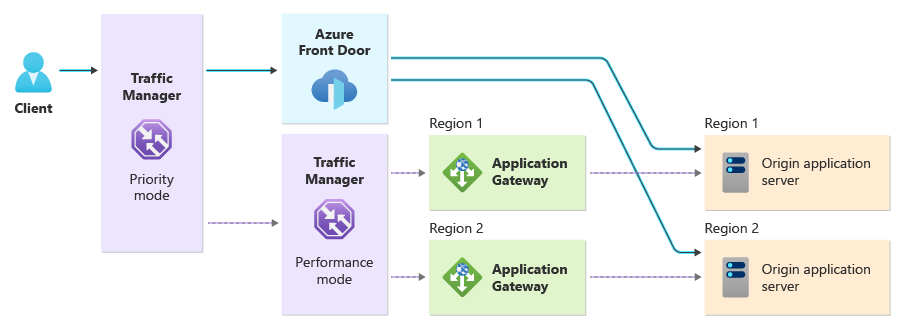 Client
Traffic
Manager
Priority
mode
Azure
Front Door
Traffic
Manager
Performance
mode
Region 1
Application
Gateway
Region 2
Application
Gateway
Region 1
Origin application
server
Region 2
Origin application
server